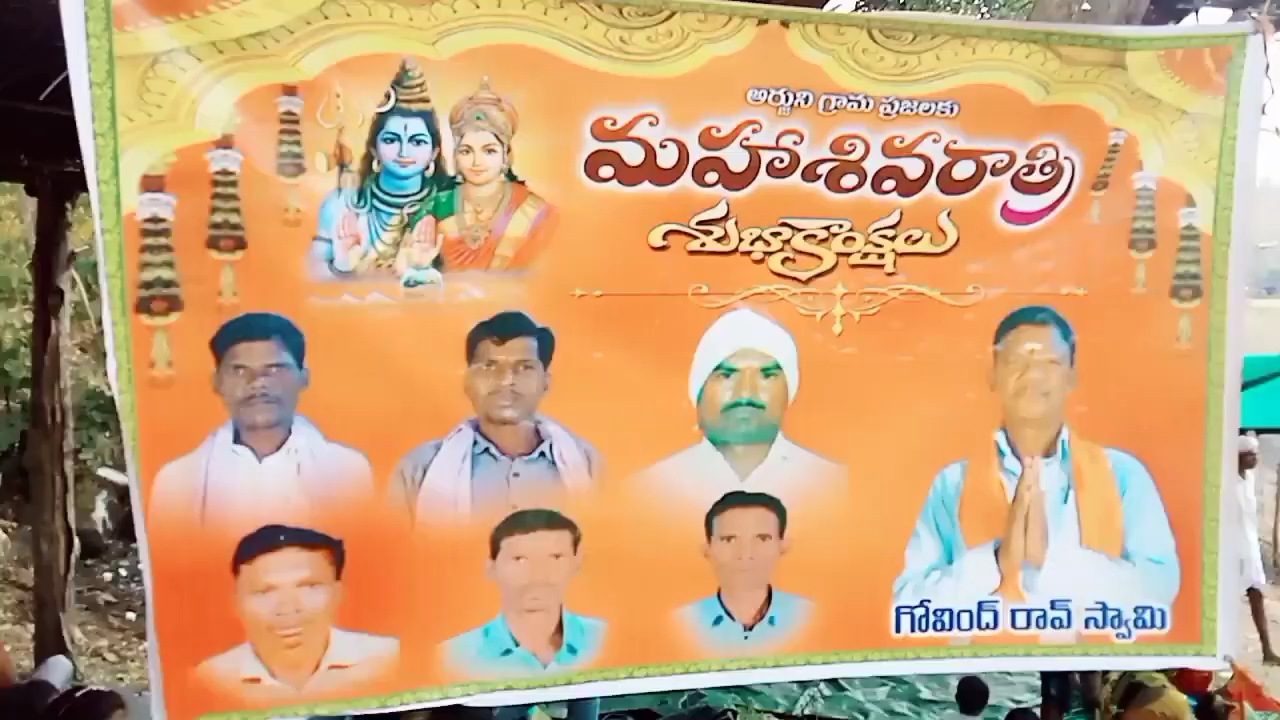 అర్జుని గ్రామ ప్రజలకు
మహాశివరాత్రి
శుభాకాంక్షలు
గోవింద్ రావ్ స్వామి